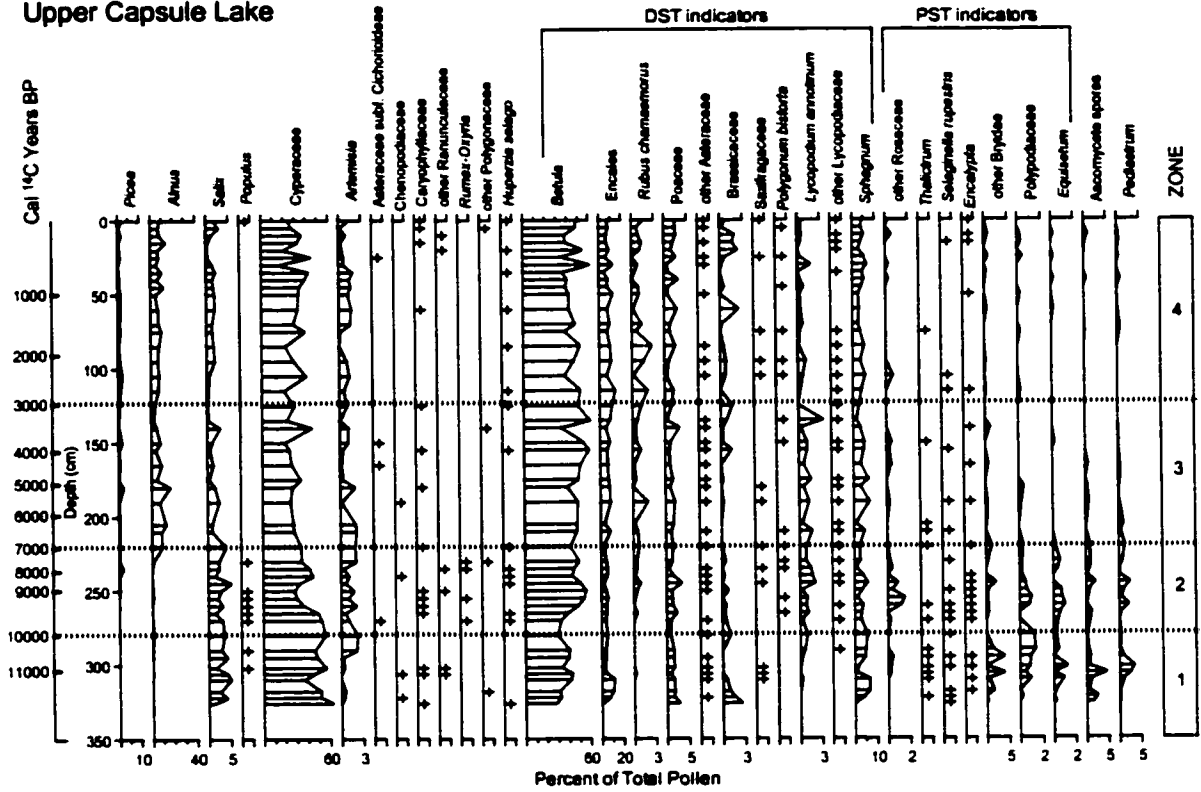 Upper Capsule Lake
DST indicators
PST indicators
Cal 14C Years BP
Depth (cm)
Picea
Alnus
Salix
Populus
Cyperaceae
Artemisia
Asteraceae subf. Cichorioideae
Chenopodiaceae
Caryophyllaceae
other Ranunculaceae
Rumex-Oxyria
other Polygonaceae
Huperzia selago
Betula
Ericales
Rubus chamaemorus
Poaceae
other Asteraceae
Brassicaceae
Saxifragaceae
Polygonum bistorta
Lycopodium annotinum
other Lycopodiaceae
Sphagnum
other Rosaceae
Thalictrum
Selaginella rupestris
Encalypta
other Bryidae
Polypodiaceae
Equisetum
Ascomycete spores
Pediastrum
ZONE
0
1000
50
4
2000
100
3000
150
4000
5000
3
6000
200
7000
8000
2
9000
250
10000
11000
300
1
350
10 40 5 60 3 60 20 3 5 3 3 10 2 5 2 2 5 5
Percent of Total Pollen